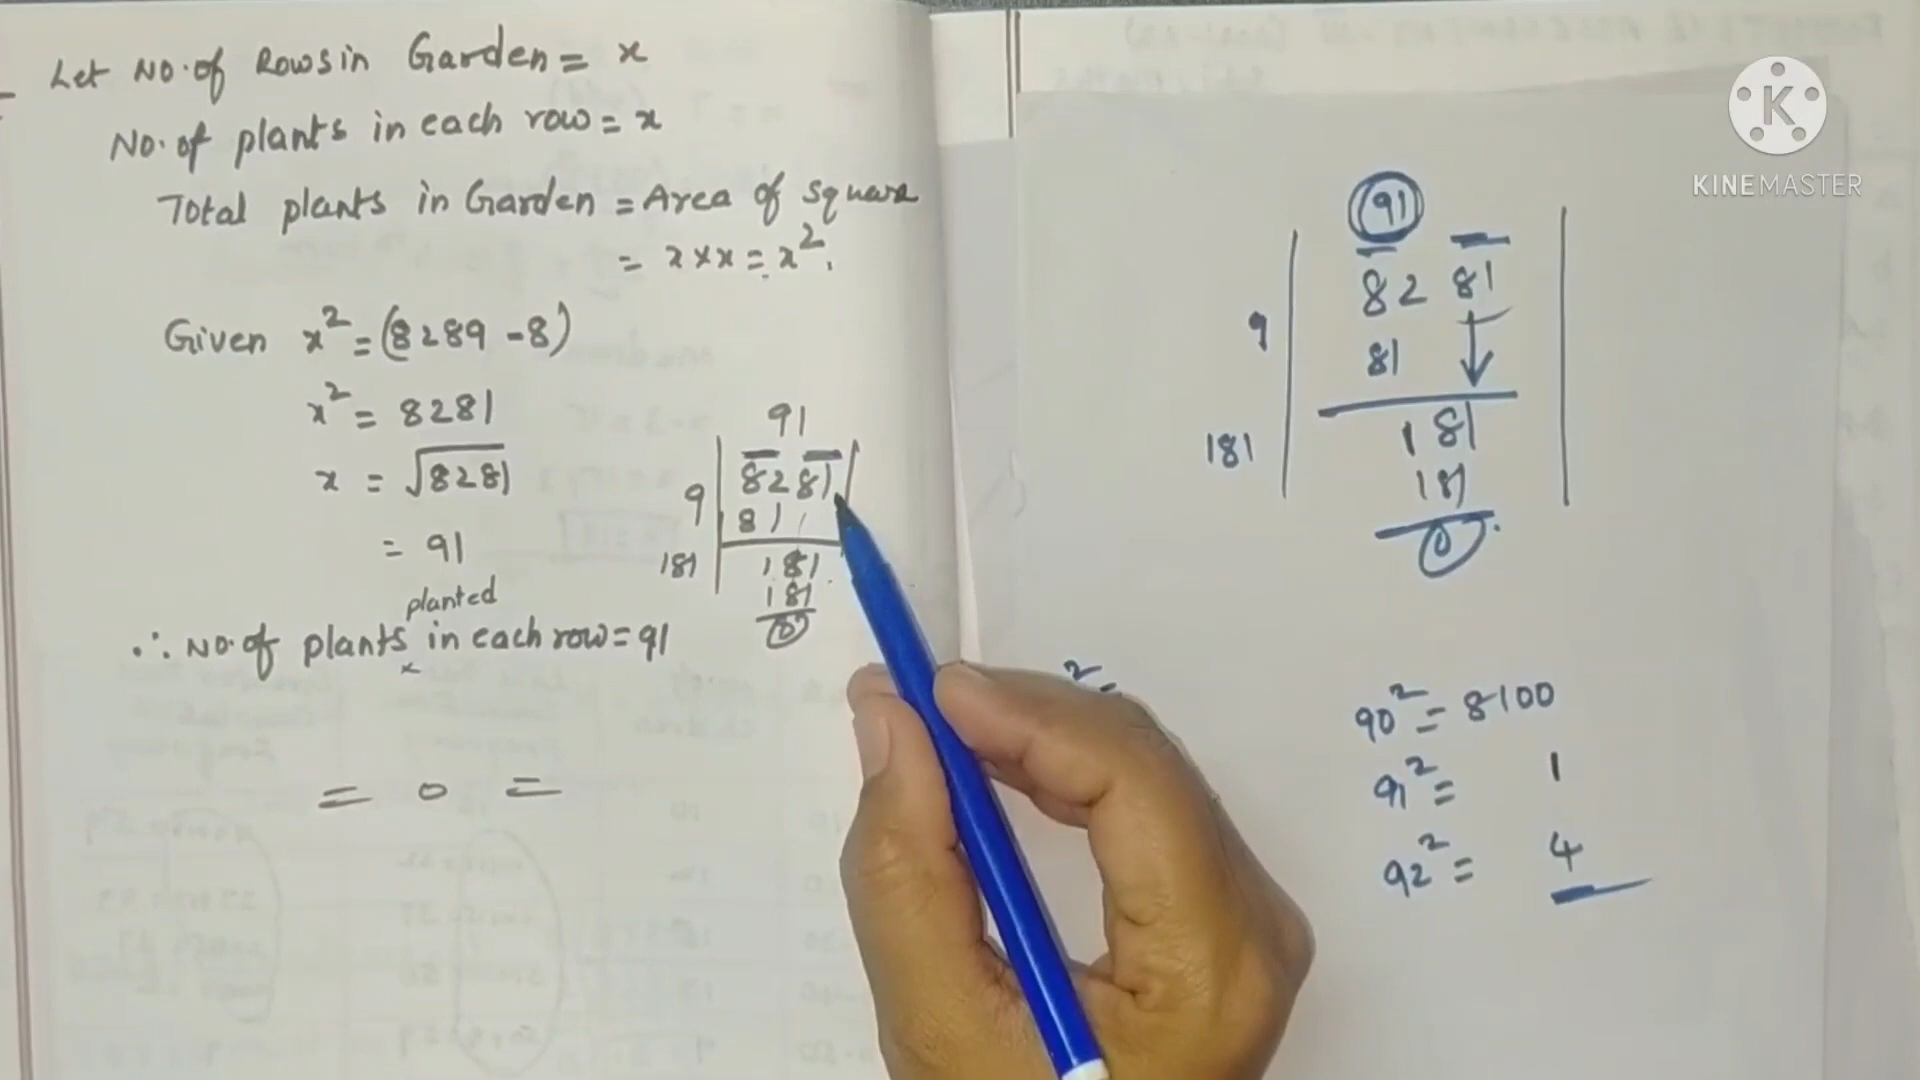 Let No. of Rows in Garden = x
No. of plants in each row = x
Total plants in Garden = Area of square
= x × x = x².
Given x² = (8289 - 8)
x² = 8281
x = √8281
= 91
planted
∴ No. of plants in each row = 91
x
= 0 =
91
9 8281
81
181 181
181
0
KINEMASTER
91
82 81
9 81
181 181
181
0
² =
90² = 8100
91² = 1
92² = 4